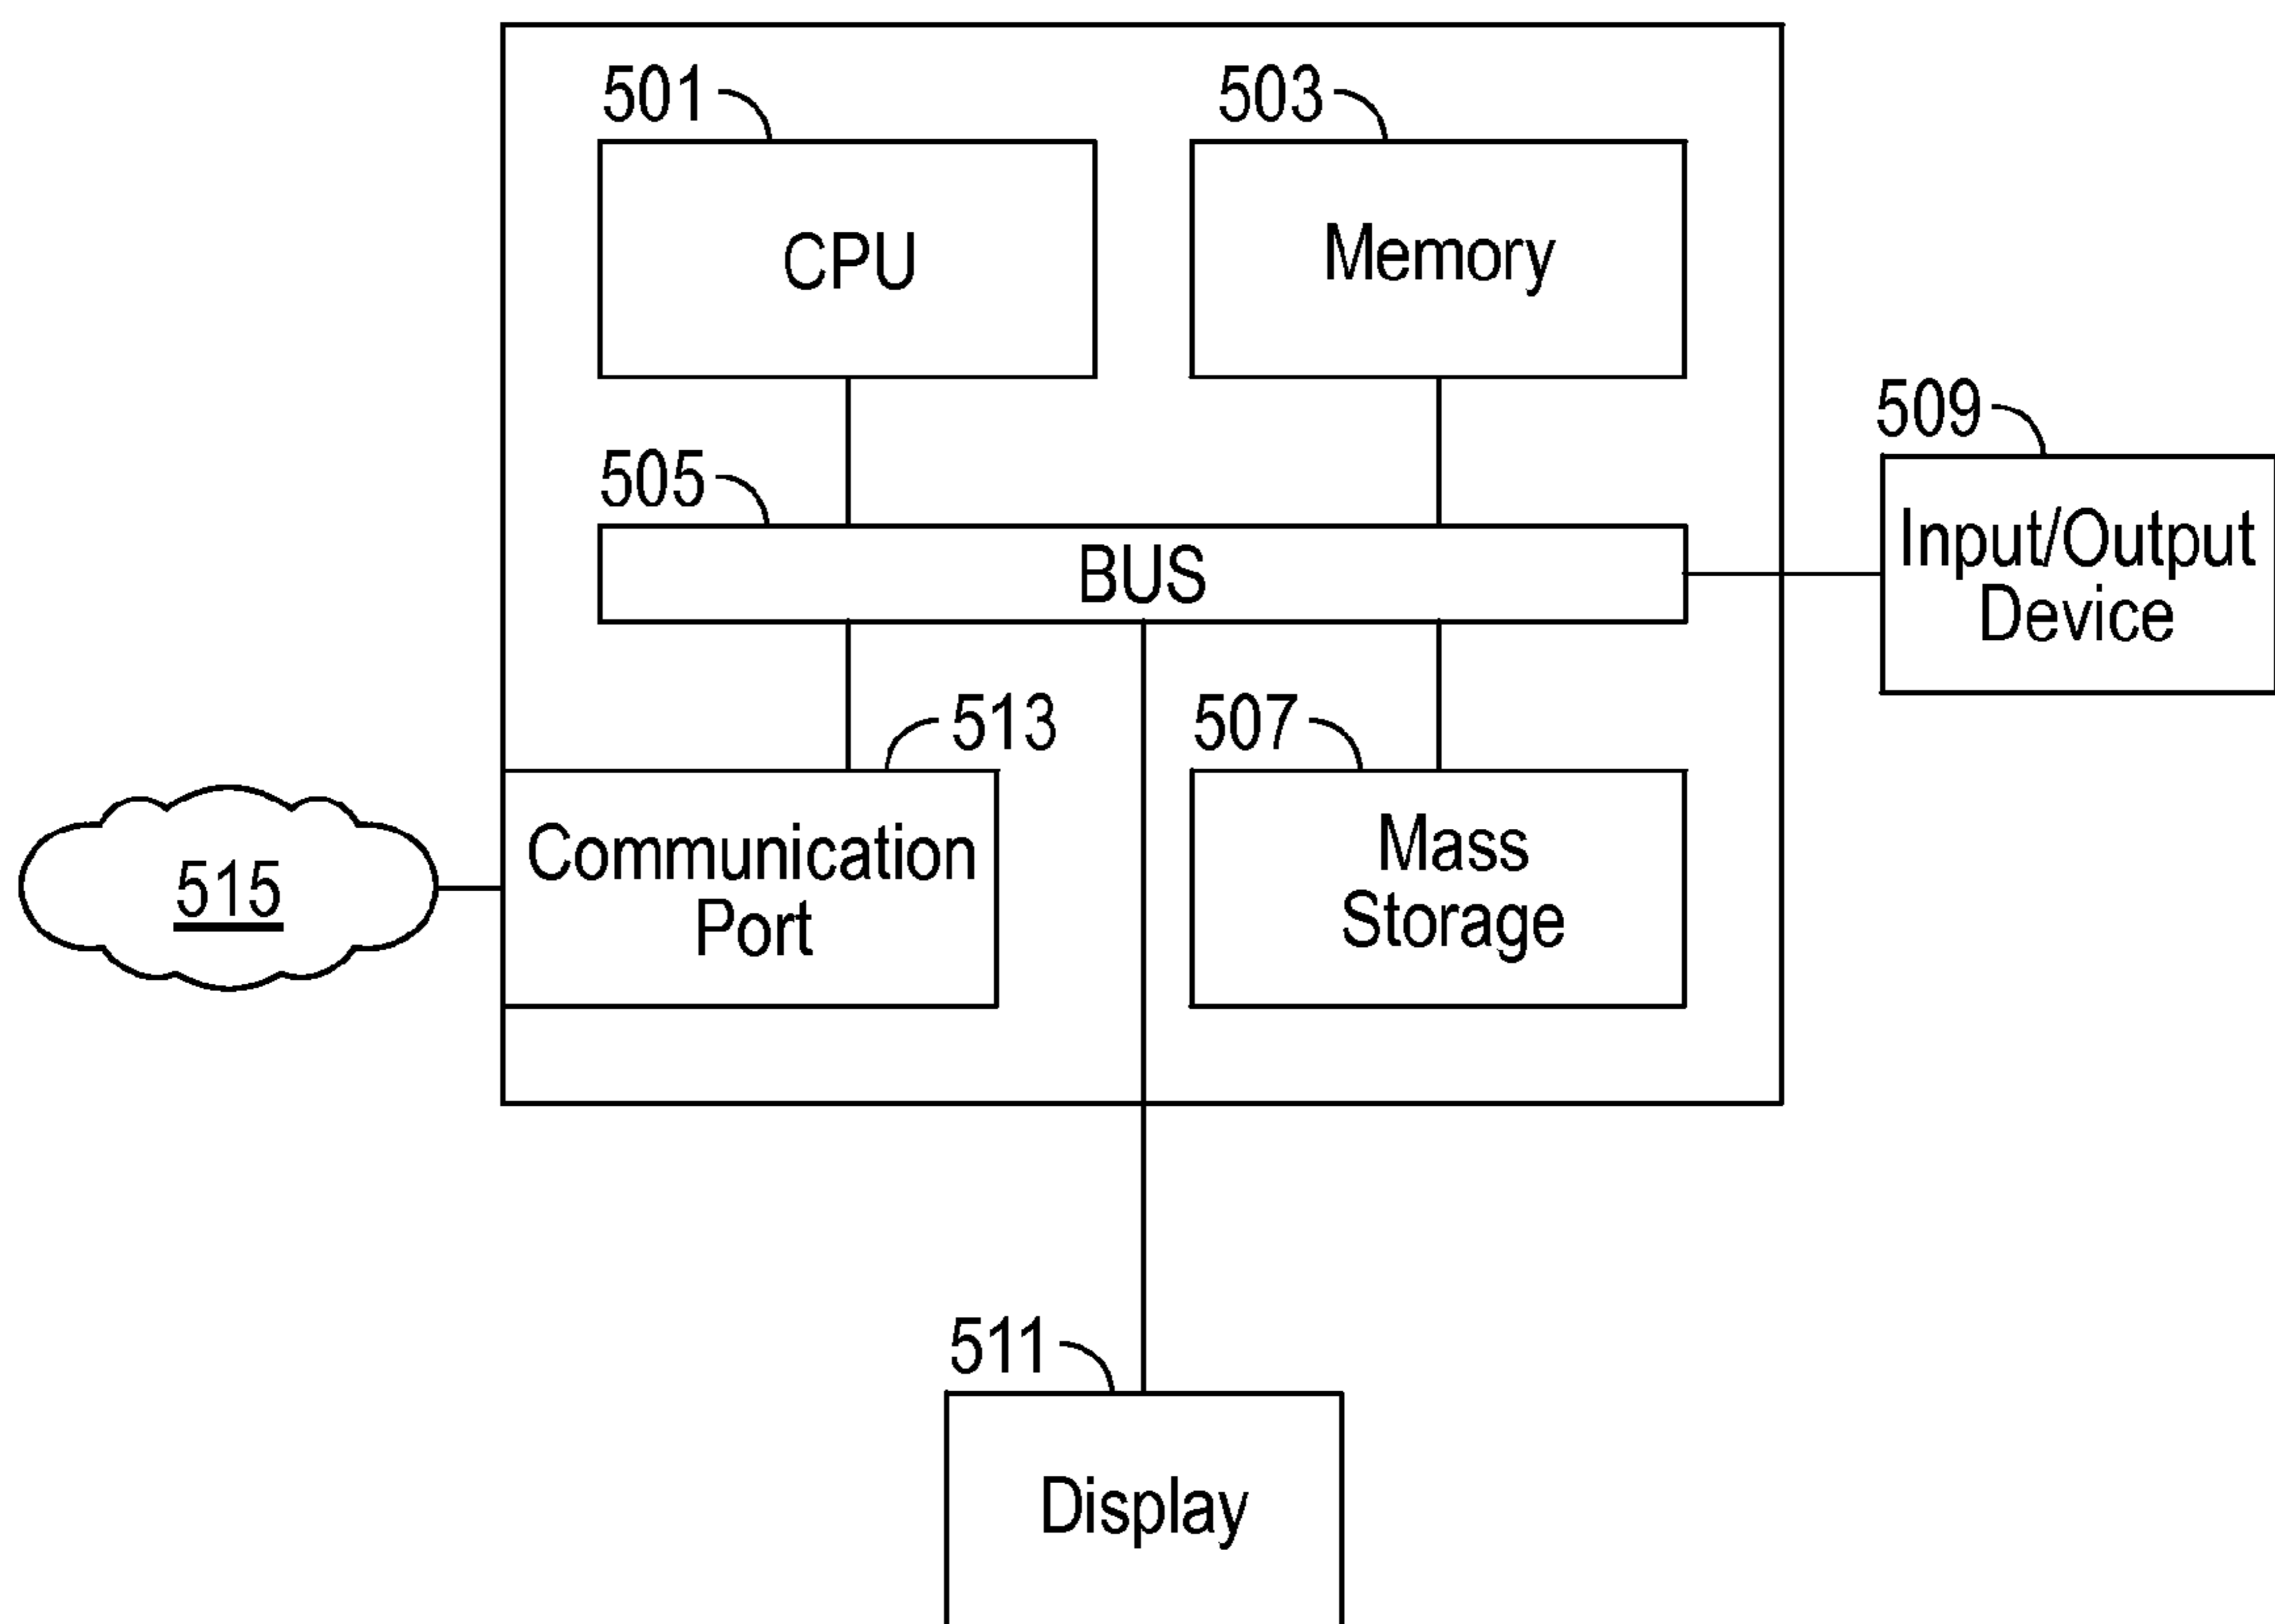 501
503
CPU
Memory
509
505
Input/Output
Device
BUS
513
507
Communication
Port
Mass
Storage
515
511
Display